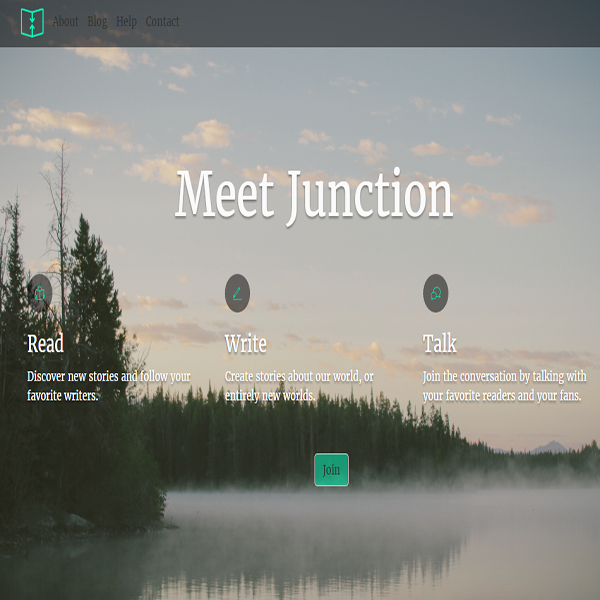 About Blog Help Contact
Meet Junction
Read
Discover new stories and follow your
favorite writers.
Write
Create stories about our world, or
entirely new worlds.
Talk
Join the conversation by talking with
your favorite readers and your fans.
Join